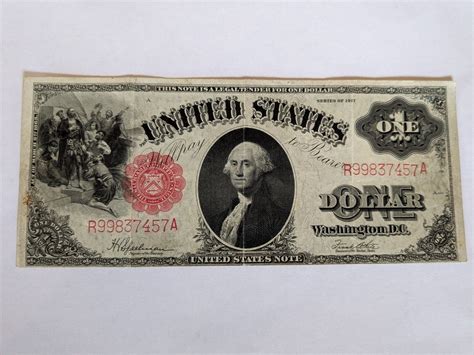 THIS NOTE IS A LEGAL TENDER FOR ONE DOLLAR
A
SERIES OF 1917
UNITED STATES
Will pay to Bearer
ONE
R99837457A
ONE
DOLLAR
R99837457A
Washington, D.C.
UNITED STATES NOTE